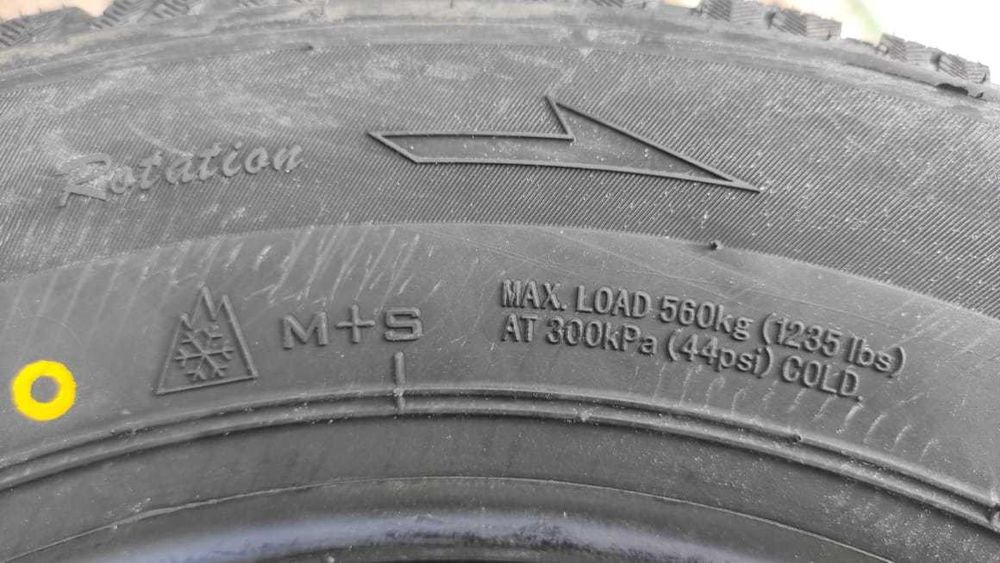 Rotation
M+S
MAX. LOAD 560kg (1235 lbs)
AT 300kPa (44psi) COLD.